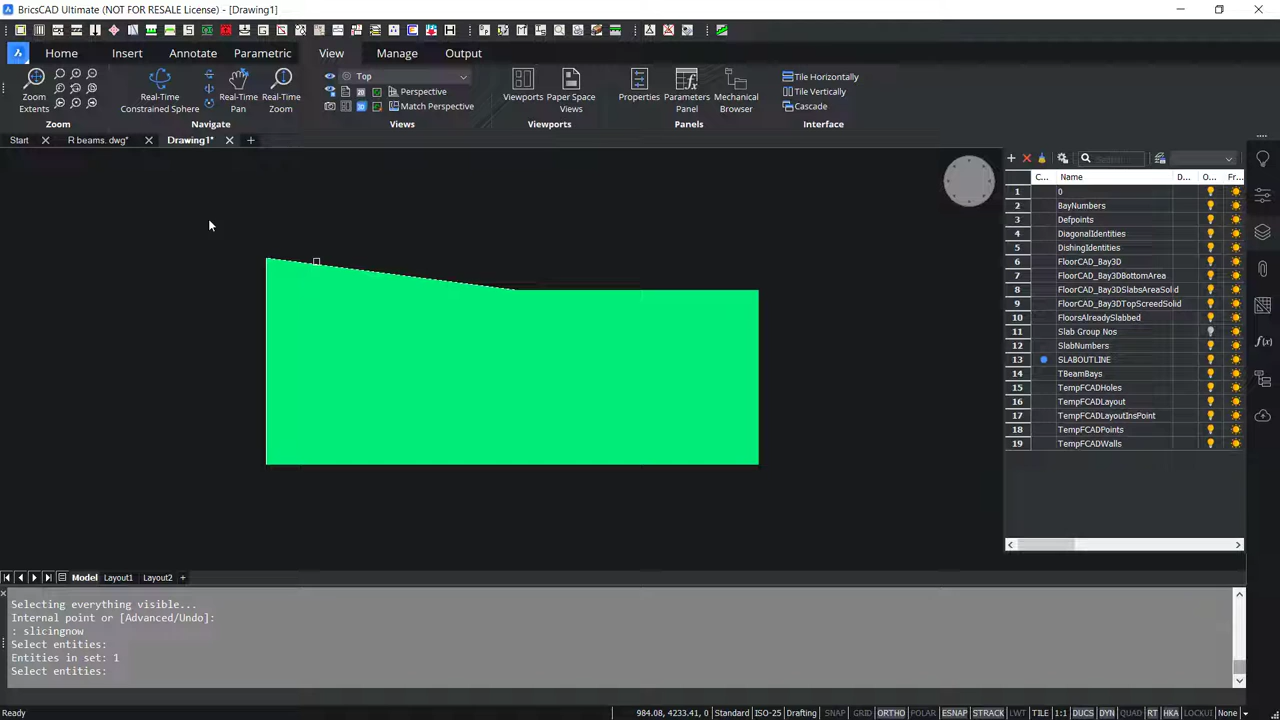 BricsCAD Ultimate (NOT FOR RESALE License) - [Drawing1]
Home Insert Annotate Parametric View Manage Output
Top
Perspective
Match Perspective
Zoom Extents
Real-Time Constrained Sphere
Real-Time Pan
Real-Time Zoom
Viewports
Paper Space Views
Properties
Parameters Panel
Mechanical Browser
Tile Horizontally
Tile Vertically
Cascade
Zoom Navigate Views Viewports Panels Interface
Start R beams. dwg* Drawing1*
Search
C... Name D... O... Fr...
1 0
2 BayNumbers
3 Defpoints
4 DiagonalIdentities
5 DishingIdentities
6 FloorCAD_Bay3D
7 FloorCAD_Bay3DBottomArea
8 FloorCAD_Bay3DSlabsAreaSolid
9 FloorCAD_Bay3DTopScreedSolid
10 FloorsAlreadySlabbed
11 Slab Group Nos
12 SlabNumbers
13 SLABOUTLINE
14 TBeamBays
15 TempFCADHoles
16 TempFCADLayout
17 TempFCADLayoutInsPoint
18 TempFCADPoints
19 TempFCADWalls
Model Layout1 Layout2 +
Selecting everything visible...
Internal point or [Advanced/Undo]:
: slicingnow
Select entities:
Entities in set: 1
Select entities:
Ready 984.08, 4233.41, 0 Standard ISO-25 Drafting SNAP GRID ORTHO POLAR ESNAP STRACK LWT TILE 1:1 DUCS DYN QUAD RT HKA LOCKUI None